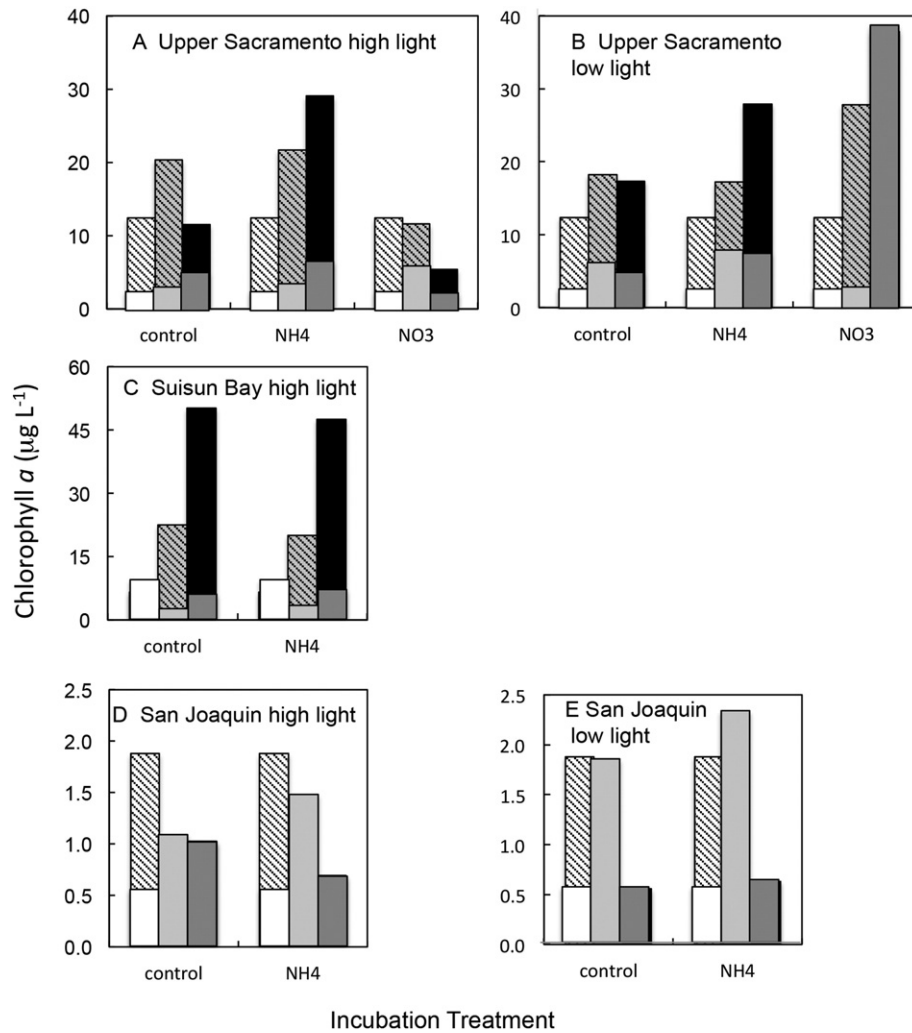 A Upper Sacramento high light
40
30
20
10
0
control NH4 NO3
B Upper Sacramento
low light
40
30
20
10
0
control NH4 NO3
C Suisun Bay high light
60
45
30
15
0
control NH4
Chlorophyll a (µg L-1)
D San Joaquin high light
2.5
2.0
1.5
1.0
0.5
0.0
control NH4
E San Joaquin
low light
2.5
2.0
1.5
1.0
0.5
0.0
control NH4
Incubation Treatment